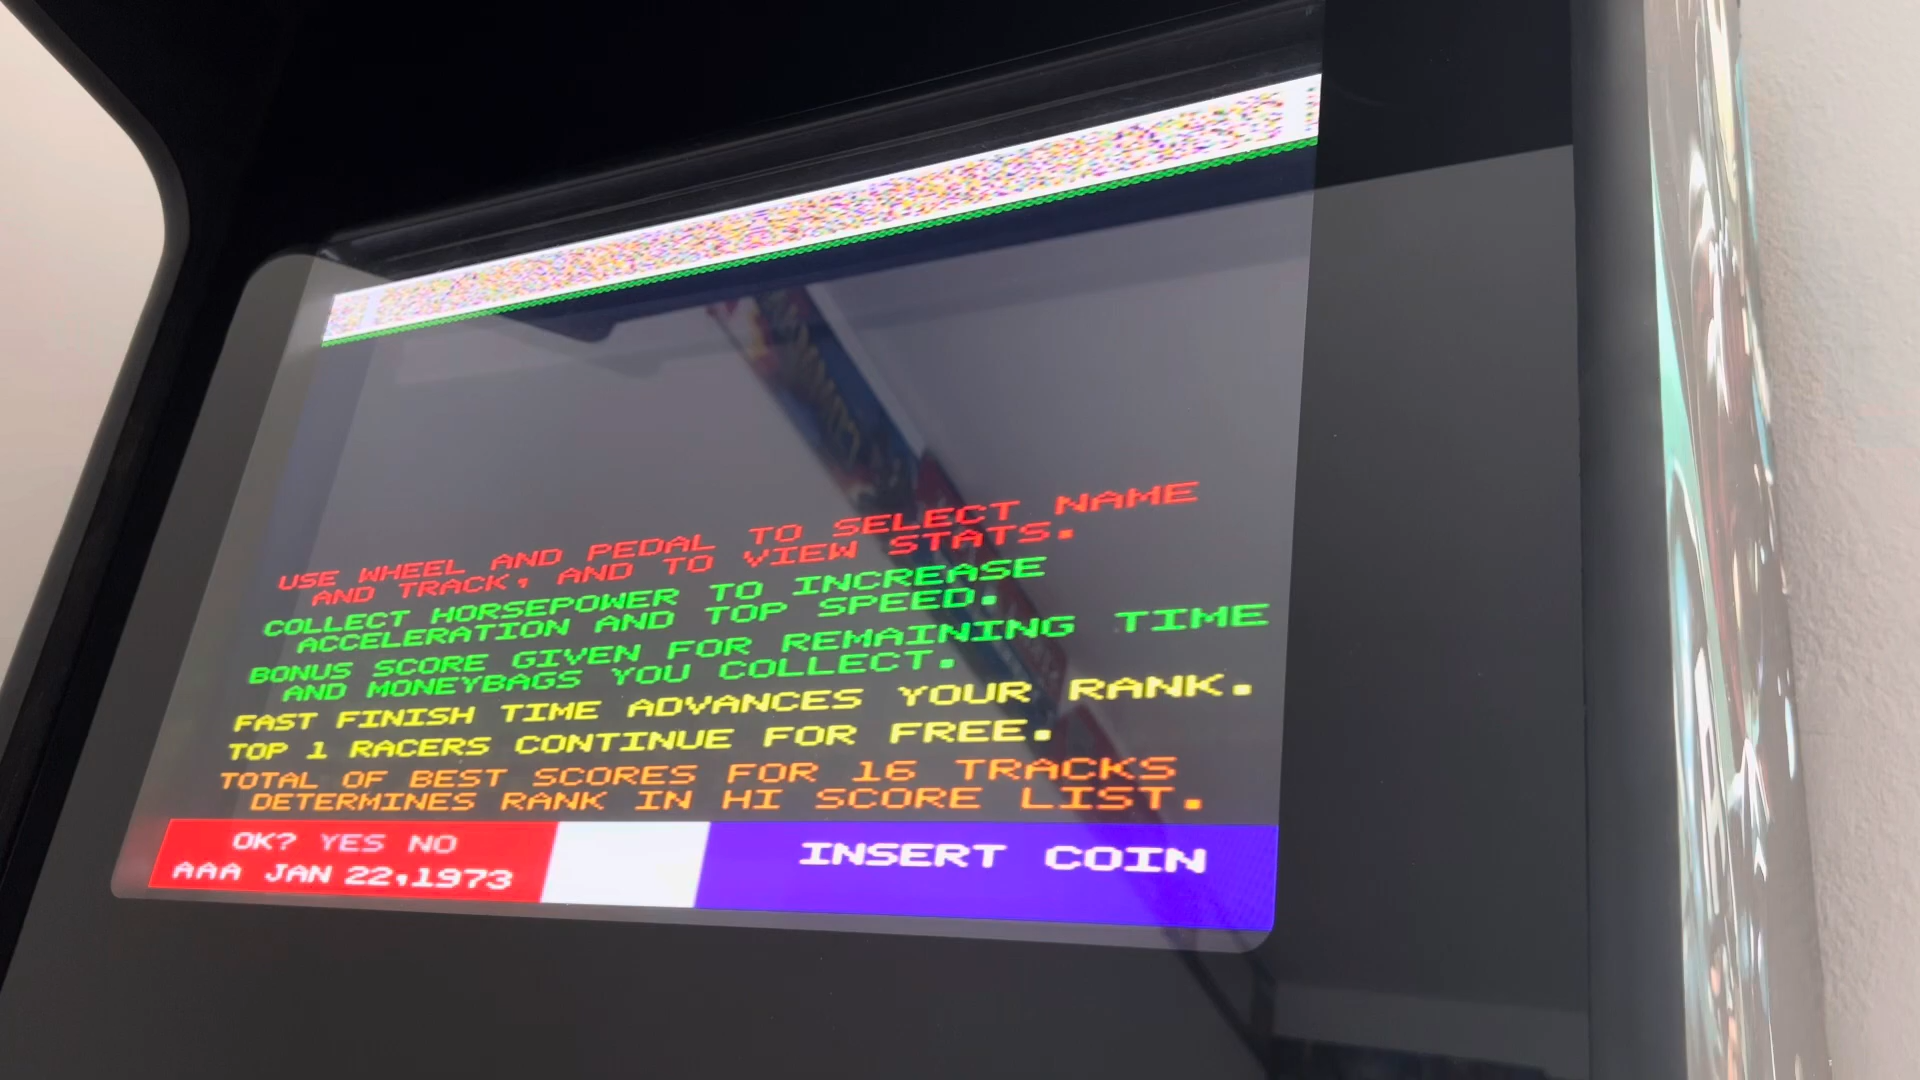 USE WHEEL AND PEDAL TO SELECT NAME
AND TRACK, AND TO VIEW STATS.
COLLECT HORSEPOWER TO INCREASE
ACCELERATION AND TOP SPEED.
BONUS SCORE GIVEN FOR REMAINING TIME
AND MONEYBAGS YOU COLLECT.
FAST FINISH TIME ADVANCES YOUR RANK.
TOP 1 RACERS CONTINUE FOR FREE.
TOTAL OF BEST SCORES FOR 16 TRACKS
DETERMINES RANK IN HI SCORE LIST.
OK? YES NO
AAA JAN 22,1973
INSERT COIN